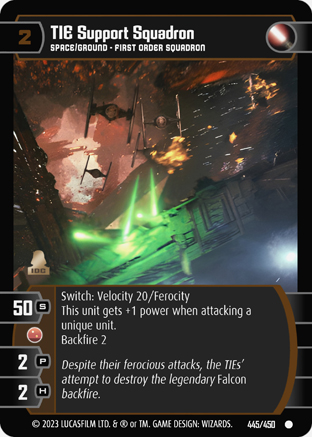 2 TIE Support Squadron
SPACE/GROUND · FIRST ORDER SQUADRON
IDC
50 S
Switch: Velocity 20/Ferocity
This unit gets +1 power when attacking a
unique unit.
Backfire 2
2 P
2 H
Despite their ferocious attacks, the TIEs'
attempt to destroy the legendary Falcon
backfire.
© 2023 LUCASFILM LTD. & ® or TM. GAME DESIGN: WIZARDS. 445/450